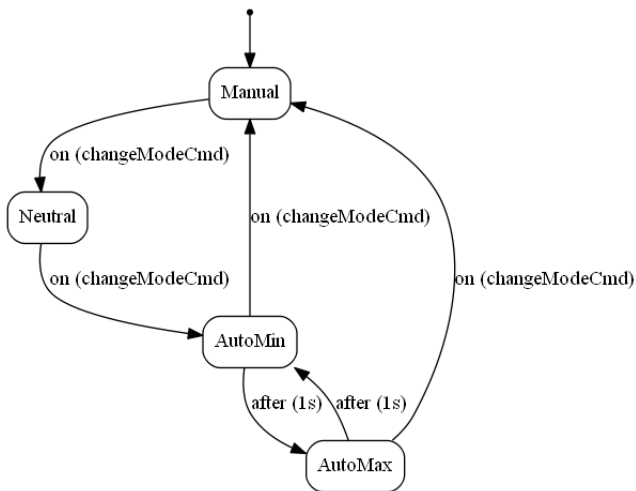 Manual
on (changeModeCmd)
Neutral
on (changeModeCmd)
on (changeModeCmd)
on (changeModeCmd)
AutoMin
after (1s)
after (1s)
AutoMax